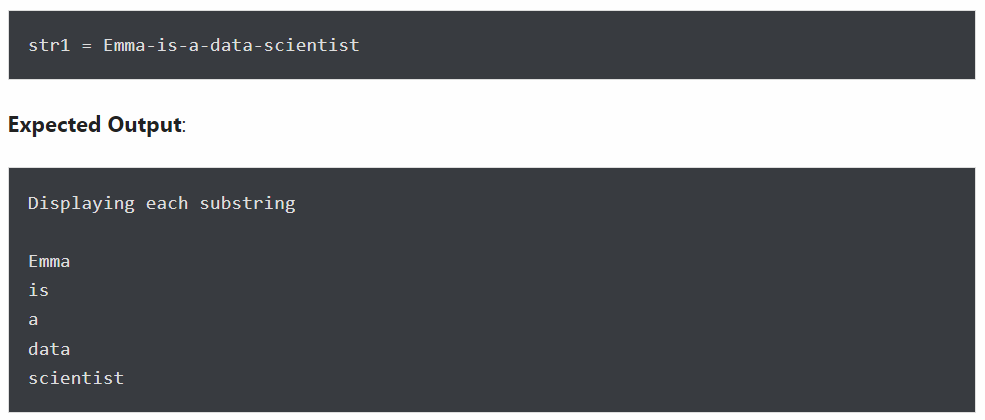 str1 = Emma-is-a-data-scientist
Expected Output:
Displaying each substring
Emma
is
a
data
scientist